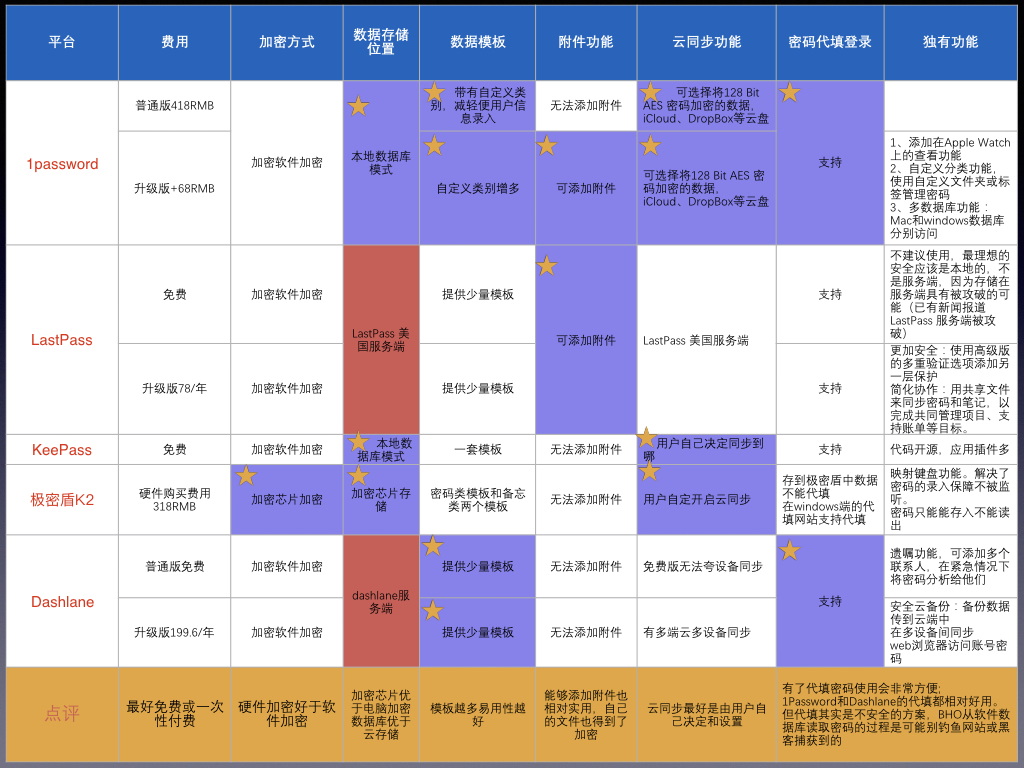 平台
费用
加密方式
数据存储
位置
数据模板
附件功能
云同步功能
密码代填登录
独有功能
1password
普通版418RMB
加密软件加密
本地数据库
模式
带有自定义类
别，减轻便用户信
息录入
无法添加附件
可选择将128 Bit
AES 密码加密的数据，
iCloud、DropBox等云盘
支持
升级版+68RMB
自定义类别增多
可添加附件
可选择将128 Bit AES 密
码加密的数据，
iCloud、DropBox等云盘
1、添加在Apple Watch
上的查看功能
2、自定义分类功能，
使用自定义文件夹或标
签管理密码
3、多数据库功能：
Mac和windows数据库
分别访问
LastPass
免费
加密软件加密
LastPass 美
国服务端
提供少量模板
可添加附件
LastPass 美国服务端
支持
不建议使用，最理想的
安全应该是本地的，不
是服务端，因为存储在
服务端具有被攻破的可
能（已有新闻报道
LastPass 服务端被攻
破）
升级版78/年
加密软件加密
提供少量模板
支持
更加安全：使用高级版
的多重验证选项添加另
一层保护
简化协作：用共享文件
来同步密码和笔记，以
完成共同管理项目、支
持账单等目标。
KeePass
免费
加密软件加密
本地数
据库模式
一套模板
无法添加附件
用户自己决定同步到
哪
支持
代码开源，应用插件多
极密盾K2
硬件购买费用
318RMB
加密芯片加密
加密芯片存
储
密码类模板和备忘
类两个模板
无法添加附件
用户自定开启云同步
存到极密盾中数据
不能代填
在windows端的代
填网站支持代填
映射键盘功能。解决了
密码的录入保障不被监
听。
密码只能能存入不能读
出
Dashlane
普通版免费
加密软件加密
dashlane服
务端
提供少量模板
无法添加附件
免费版无法夸设备同步
支持
遗嘱功能，可添加多个
联系人，在紧急情况下
将密码分析给他们
升级版199.6/年
加密软件加密
提供少量模板
无法添加附件
有多端云多设备同步
安全云备份：备份数据
传到云端中
在多设备间同步
web浏览器访问账号密
码
点评
最好免费或一次
性付费
硬件加密好于软
件加密
加密芯片优
于电脑加密
数据库优于
云存储
模板越多易用性越
好
能够添加附件也
相对实用，自己
的文件也得到了
加密
云同步最好是由用户自
己决定和设置
有了代填密码使用会非常方便;
1Password和Dashlane的代填都相对好用。
但代填其实是不安全的方案，BHO从软件数
据库读取密码的过程是可能别钓鱼网站或黑
客捕获到的